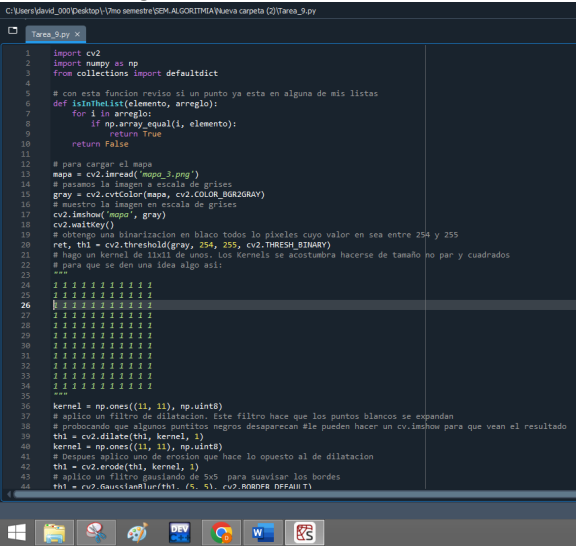 C:\Users\david_000\Desktop\-\7mo semestre\SEM.ALGORITMIA\Nueva carpeta (2)\Tarea_9.py
Tarea_9.py ×
1 import cv2
2 import numpy as np
3 from collections import defaultdict
4
5 # con esta funcion reviso si un punto ya esta en alguna de mis listas
6 def isInTheList(elemento, arreglo):
7 for i in arreglo:
8 if np.array_equal(i, elemento):
9 return True
10 return False
11
12 # para cargar el mapa
13 mapa = cv2.imread('mapa_3.png')
14 # pasamos la imagen a escala de grises
15 gray = cv2.cvtColor(mapa, cv2.COLOR_BGR2GRAY)
16 # muestro la imagen en escala de grises
17 cv2.imshow('mapa', gray)
18 cv2.waitKey()
19 # obtengo una binarizacion en blaco todos lo pixeles cuyo valor en sea entre 254 y 255
20 ret, th1 = cv2.threshold(gray, 254, 255, cv2.THRESH_BINARY)
21 # hago un kernel de 11x11 de unos. Los Kernels se acostumbra hacerse de tamaño no par y cuadrados
22 # para que se den una idea algo asi:
23 """
24 1 1 1 1 1 1 1 1 1 1 1
25 1 1 1 1 1 1 1 1 1 1 1
26 1 1 1 1 1 1 1 1 1 1 1
27 1 1 1 1 1 1 1 1 1 1 1
28 1 1 1 1 1 1 1 1 1 1 1
29 1 1 1 1 1 1 1 1 1 1 1
30 1 1 1 1 1 1 1 1 1 1 1
31 1 1 1 1 1 1 1 1 1 1 1
32 1 1 1 1 1 1 1 1 1 1 1
33 1 1 1 1 1 1 1 1 1 1 1
34 1 1 1 1 1 1 1 1 1 1 1
35 """
36 kernel = np.ones((11, 11), np.uint8)
37 # aplico un filtro de dilatacion. Este filtro hace que los puntos blancos se expandan
38 # probocando que algunos puntitos negros desaparecan #le pueden hacer un cv.imshow para que vean el resultado
39 th1 = cv2.dilate(th1, kernel, 1)
40 kernel = np.ones((11, 11), np.uint8)
41 # Despues aplico uno de erosion que hace lo opuesto al de dilatacion
42 th1 = cv2.erode(th1, kernel, 1)
43 # aplico un flitro gausiando de 5x5 para suavisar los bordes
44 th1 = cv2.GaussianBlur(th1, (5, 5), cv2.BORDER_DEFAULT)
DEV
W